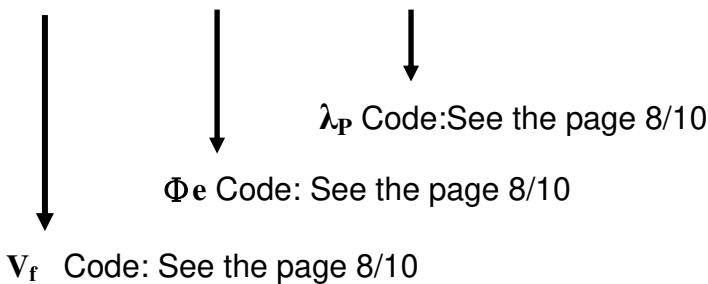 λP Code:See the page 8/10
Φe Code: See the page 8/10
Vf Code: See the page 8/10